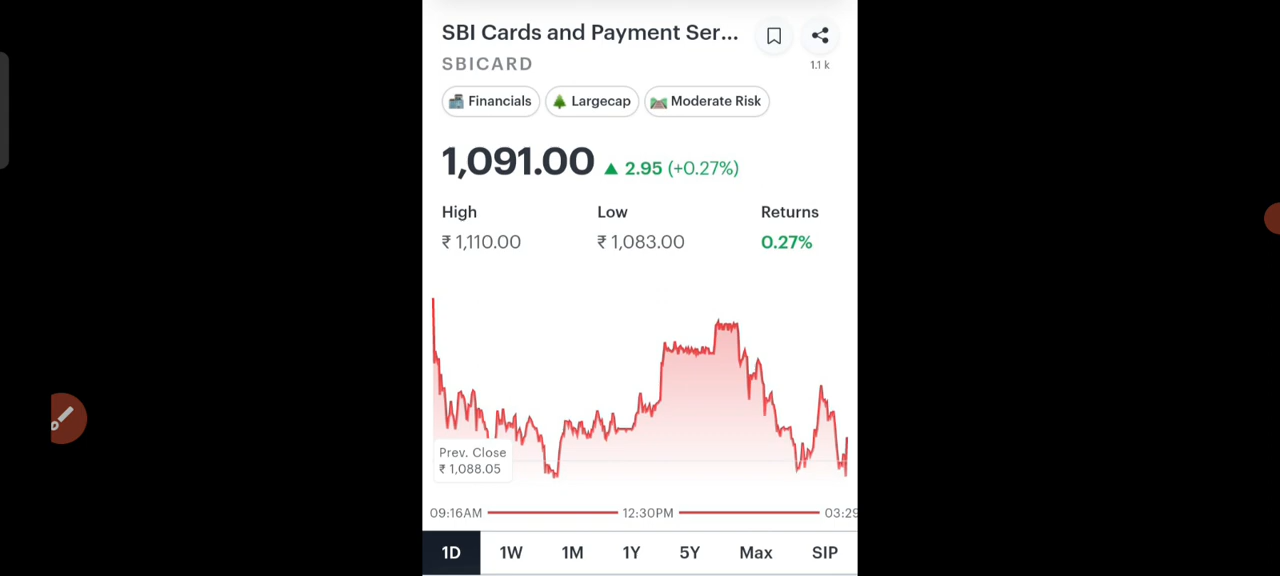 SBI Cards and Payment Ser...
SBICARD
1.1 k
Financials Largecap Moderate Risk
1,091.00 ▲ 2.95 (+0.27%)
High Low Returns
₹ 1,110.00 ₹ 1,083.00 0.27%
Prev. Close
₹ 1,088.05
09:16AM 12:30PM 03:29
1D 1W 1M 1Y 5Y Max SIP